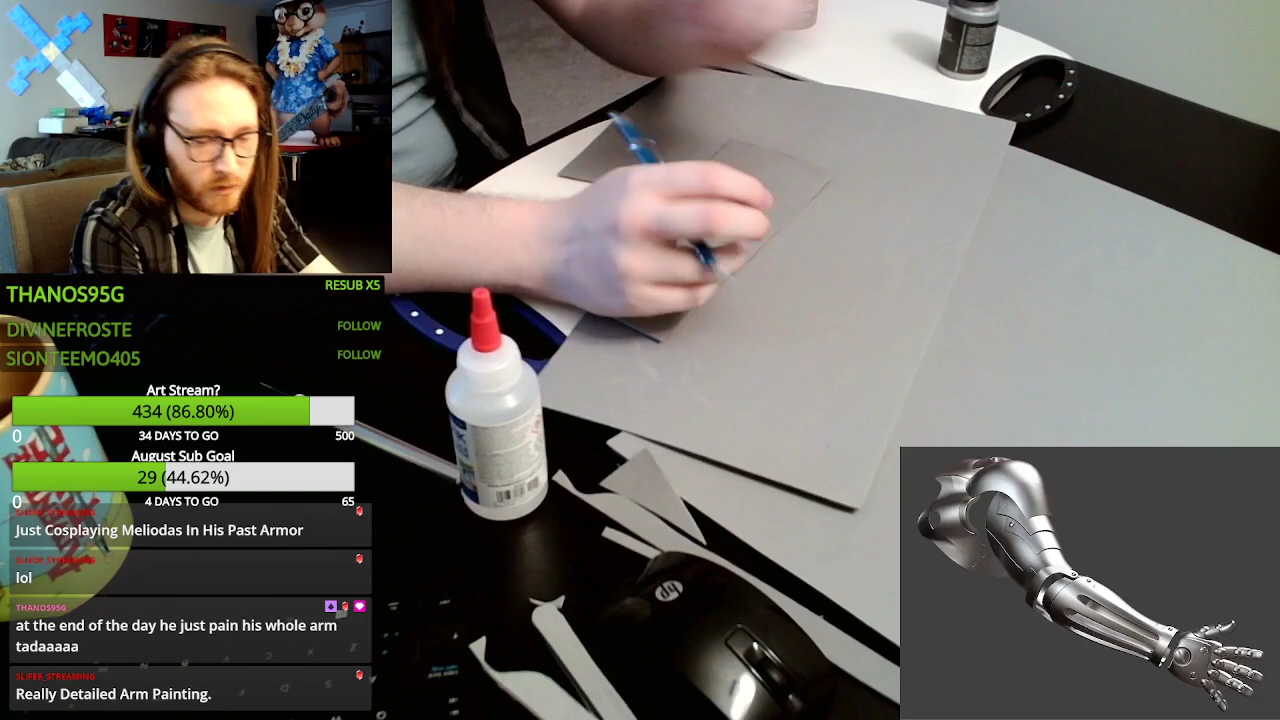 THANOS95G
RESUB X5
DIVINEFROSTE
FOLLOW
SIONTEEMO405
FOLLOW
Art Stream?
434 (86.80%)
0
34 DAYS TO GO
500
August Sub Goal
29 (44.62%)
0
4 DAYS TO GO
65
Just Cosplaying Meliodas In His Past Armor
lol
THANOS95G
at the end of the day he just pain his whole arm
tadaaaaa
SLIFER_STREAMING
Really Detailed Arm Painting.
hp